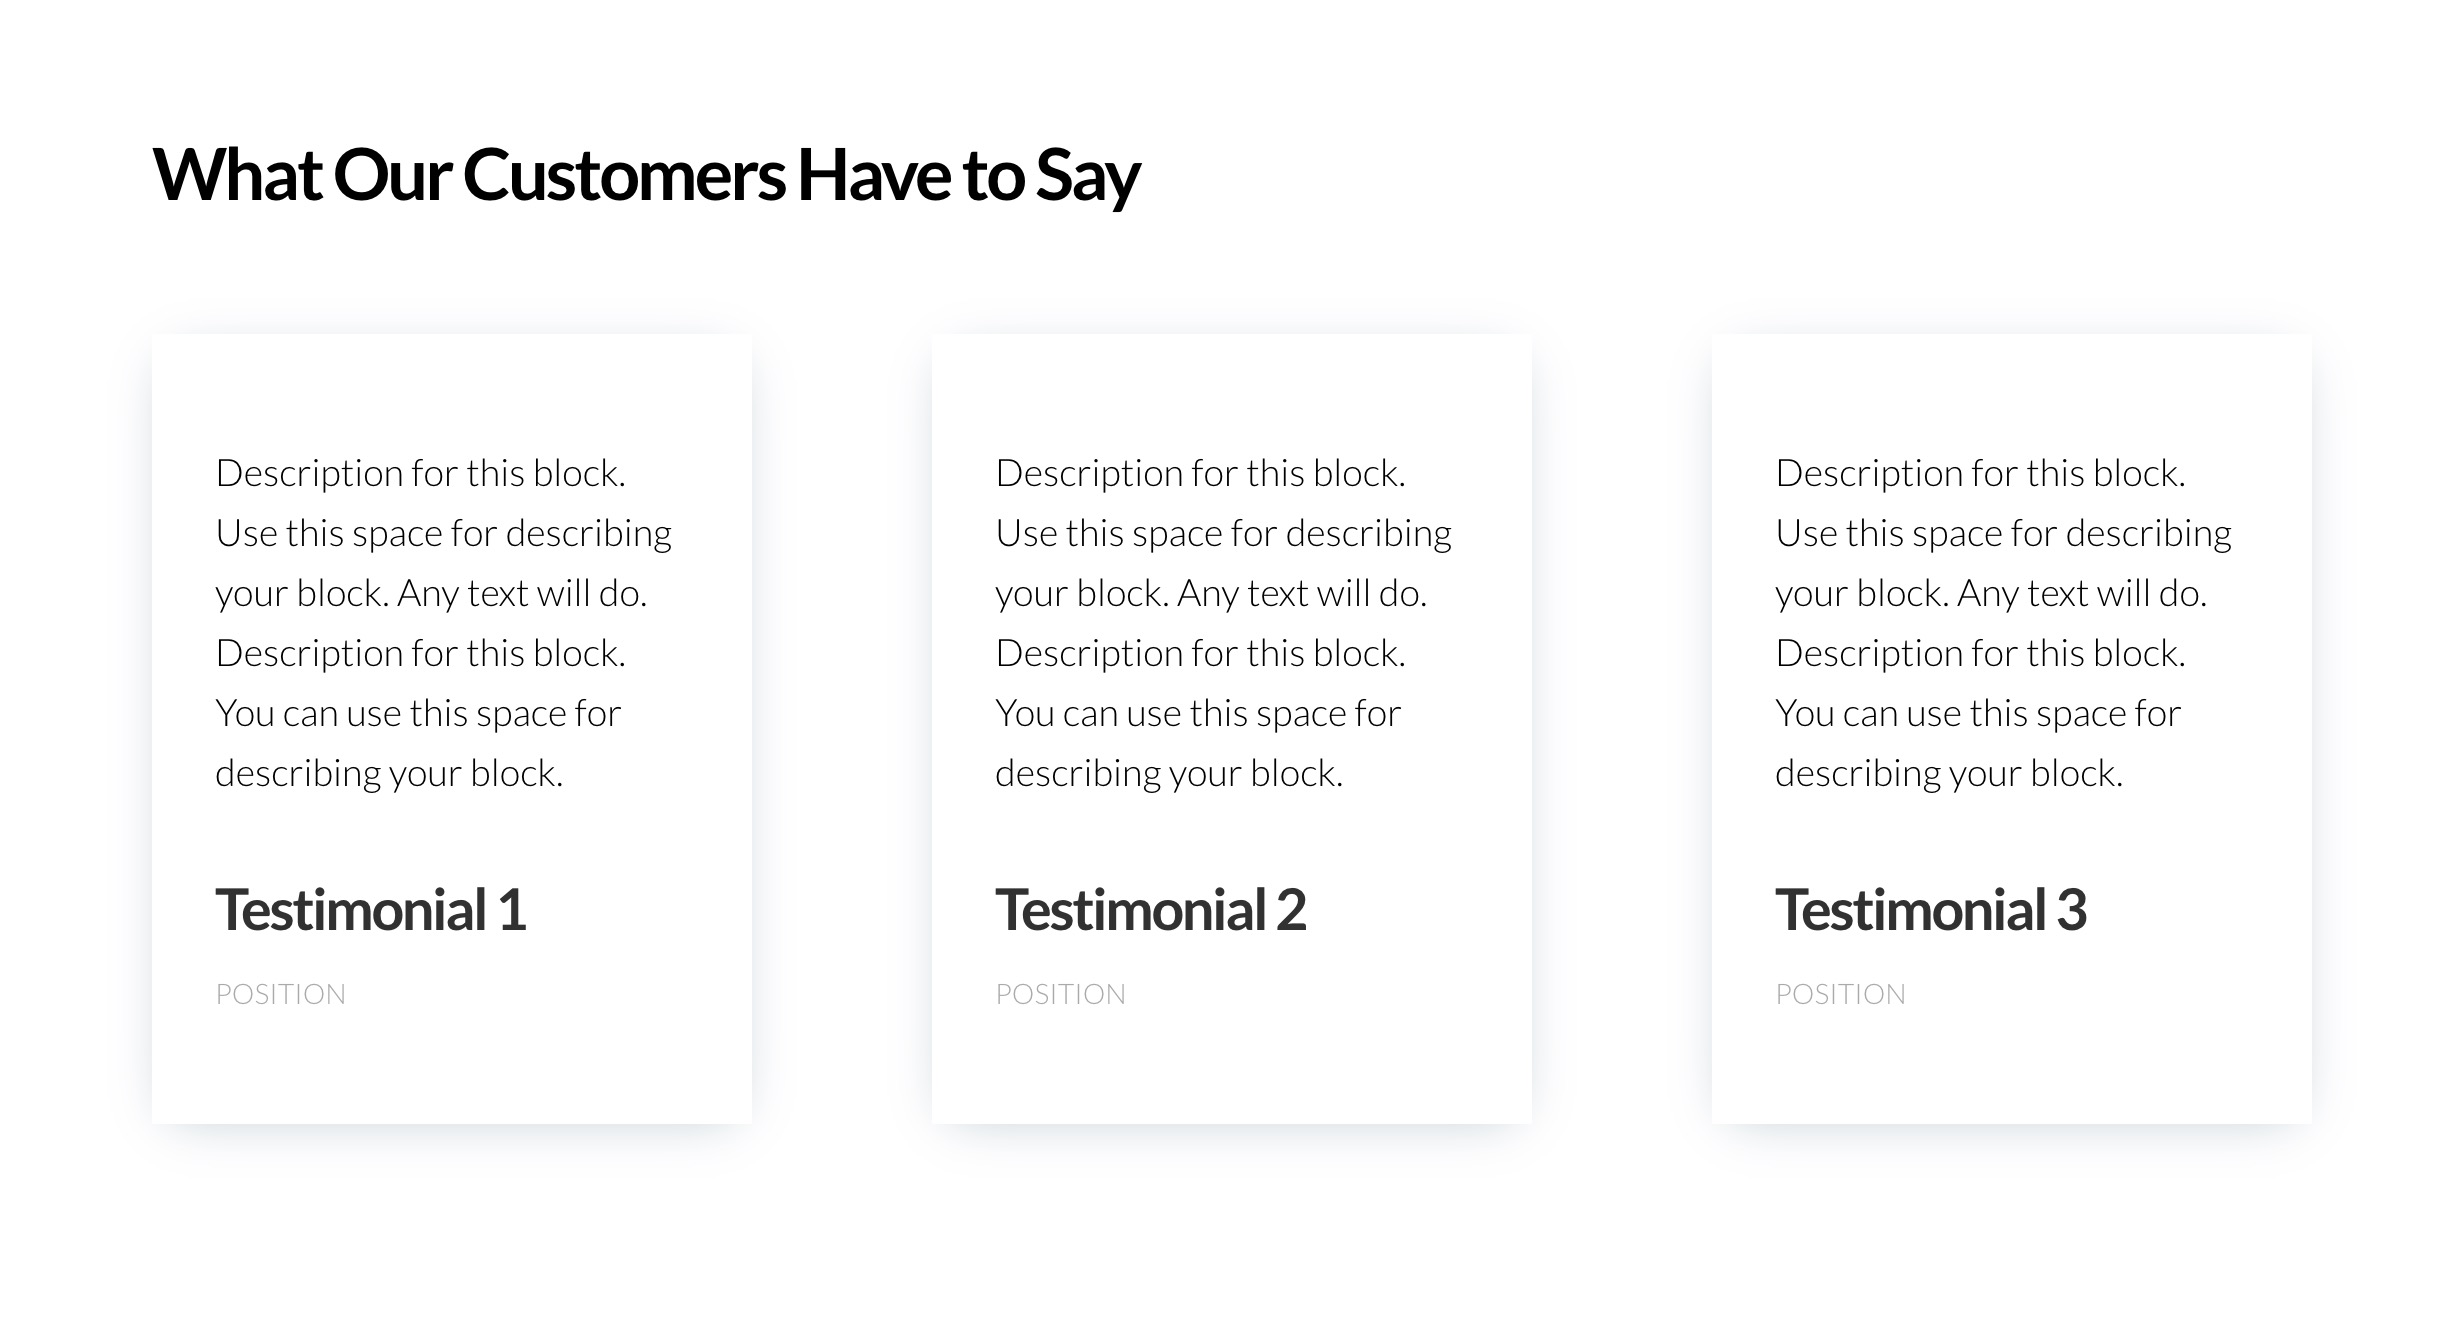 What Our Customers Have to Say
Description for this block.
Use this space for describing
your block. Any text will do.
Description for this block.
You can use this space for
describing your block.
Testimonial 1
POSITION
Description for this block.
Use this space for describing
your block. Any text will do.
Description for this block.
You can use this space for
describing your block.
Testimonial 2
POSITION
Description for this block.
Use this space for describing
your block. Any text will do.
Description for this block.
You can use this space for
describing your block.
Testimonial 3
POSITION